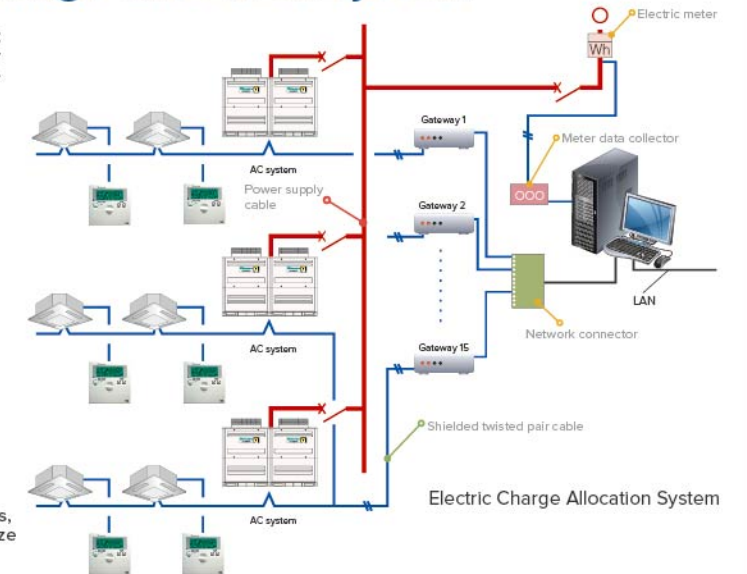 Electric meter
Wh
Gateway 1
Meter data collector
AC system
Power supply
cable
Gateway 2
LAN
Network connector
AC system
Gateway 15
Shielded twisted pair cable
Electric Charge Allocation System
AC system